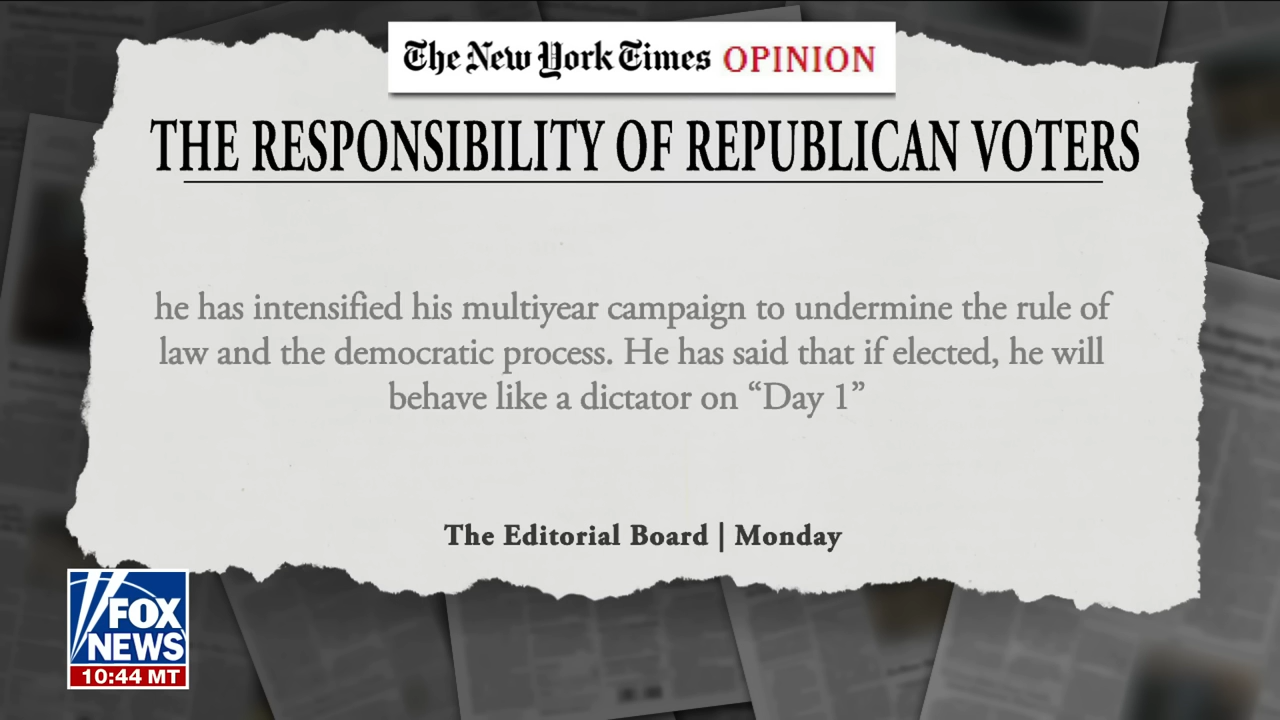 The New York Times OPINION
THE RESPONSIBILITY OF REPUBLICAN VOTERS
he has intensified his multiyear campaign to undermine the rule of
law and the democratic process. He has said that if elected, he will
behave like a dictator on “Day 1”
The Editorial Board | Monday
FOX
NEWS
10:44 MT